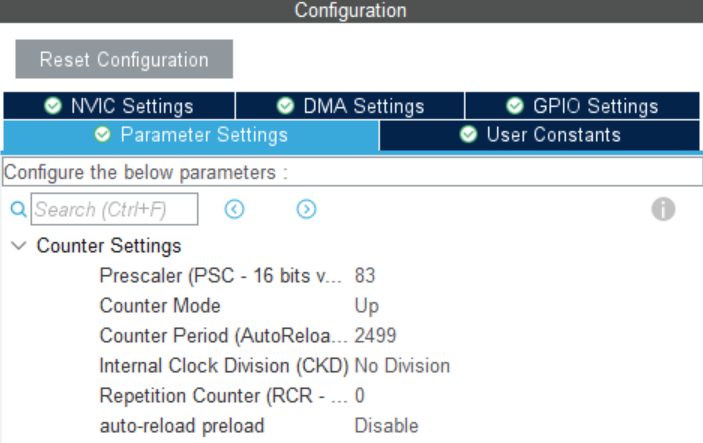 Configuration
Reset Configuration
NVIC Settings DMA Settings GPIO Settings
Parameter Settings User Constants
Configure the below parameters :
Search (Ctrl+F)
Counter Settings
Prescaler (PSC - 16 bits v... 83
Counter Mode Up
Counter Period (AutoReloa... 2499
Internal Clock Division (CKD) No Division
Repetition Counter (RCR - ... 0
auto-reload preload Disable